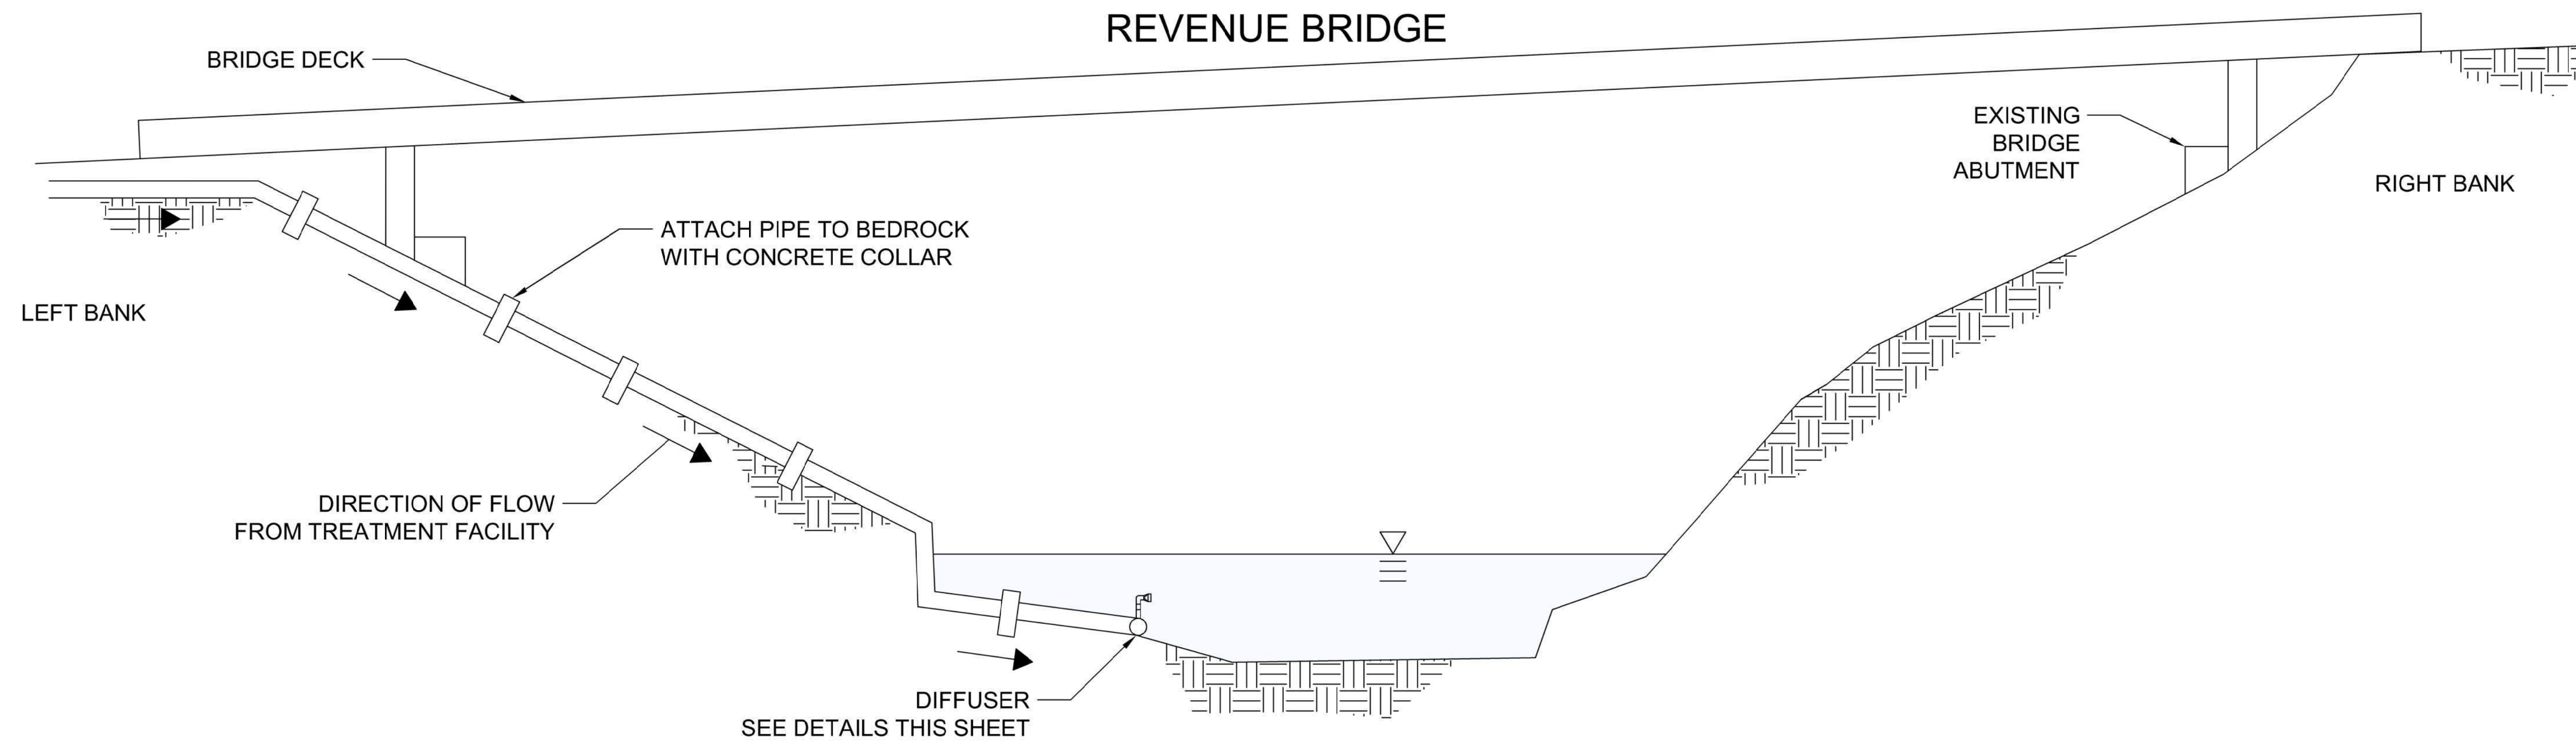 REVENUE BRIDGE
BRIDGE DECK
EXISTING
BRIDGE
ABUTMENT
RIGHT BANK
ATTACH PIPE TO BEDROCK
WITH CONCRETE COLLAR
LEFT BANK
DIRECTION OF FLOW
FROM TREATMENT FACILITY
DIFFUSER
SEE DETAILS THIS SHEET